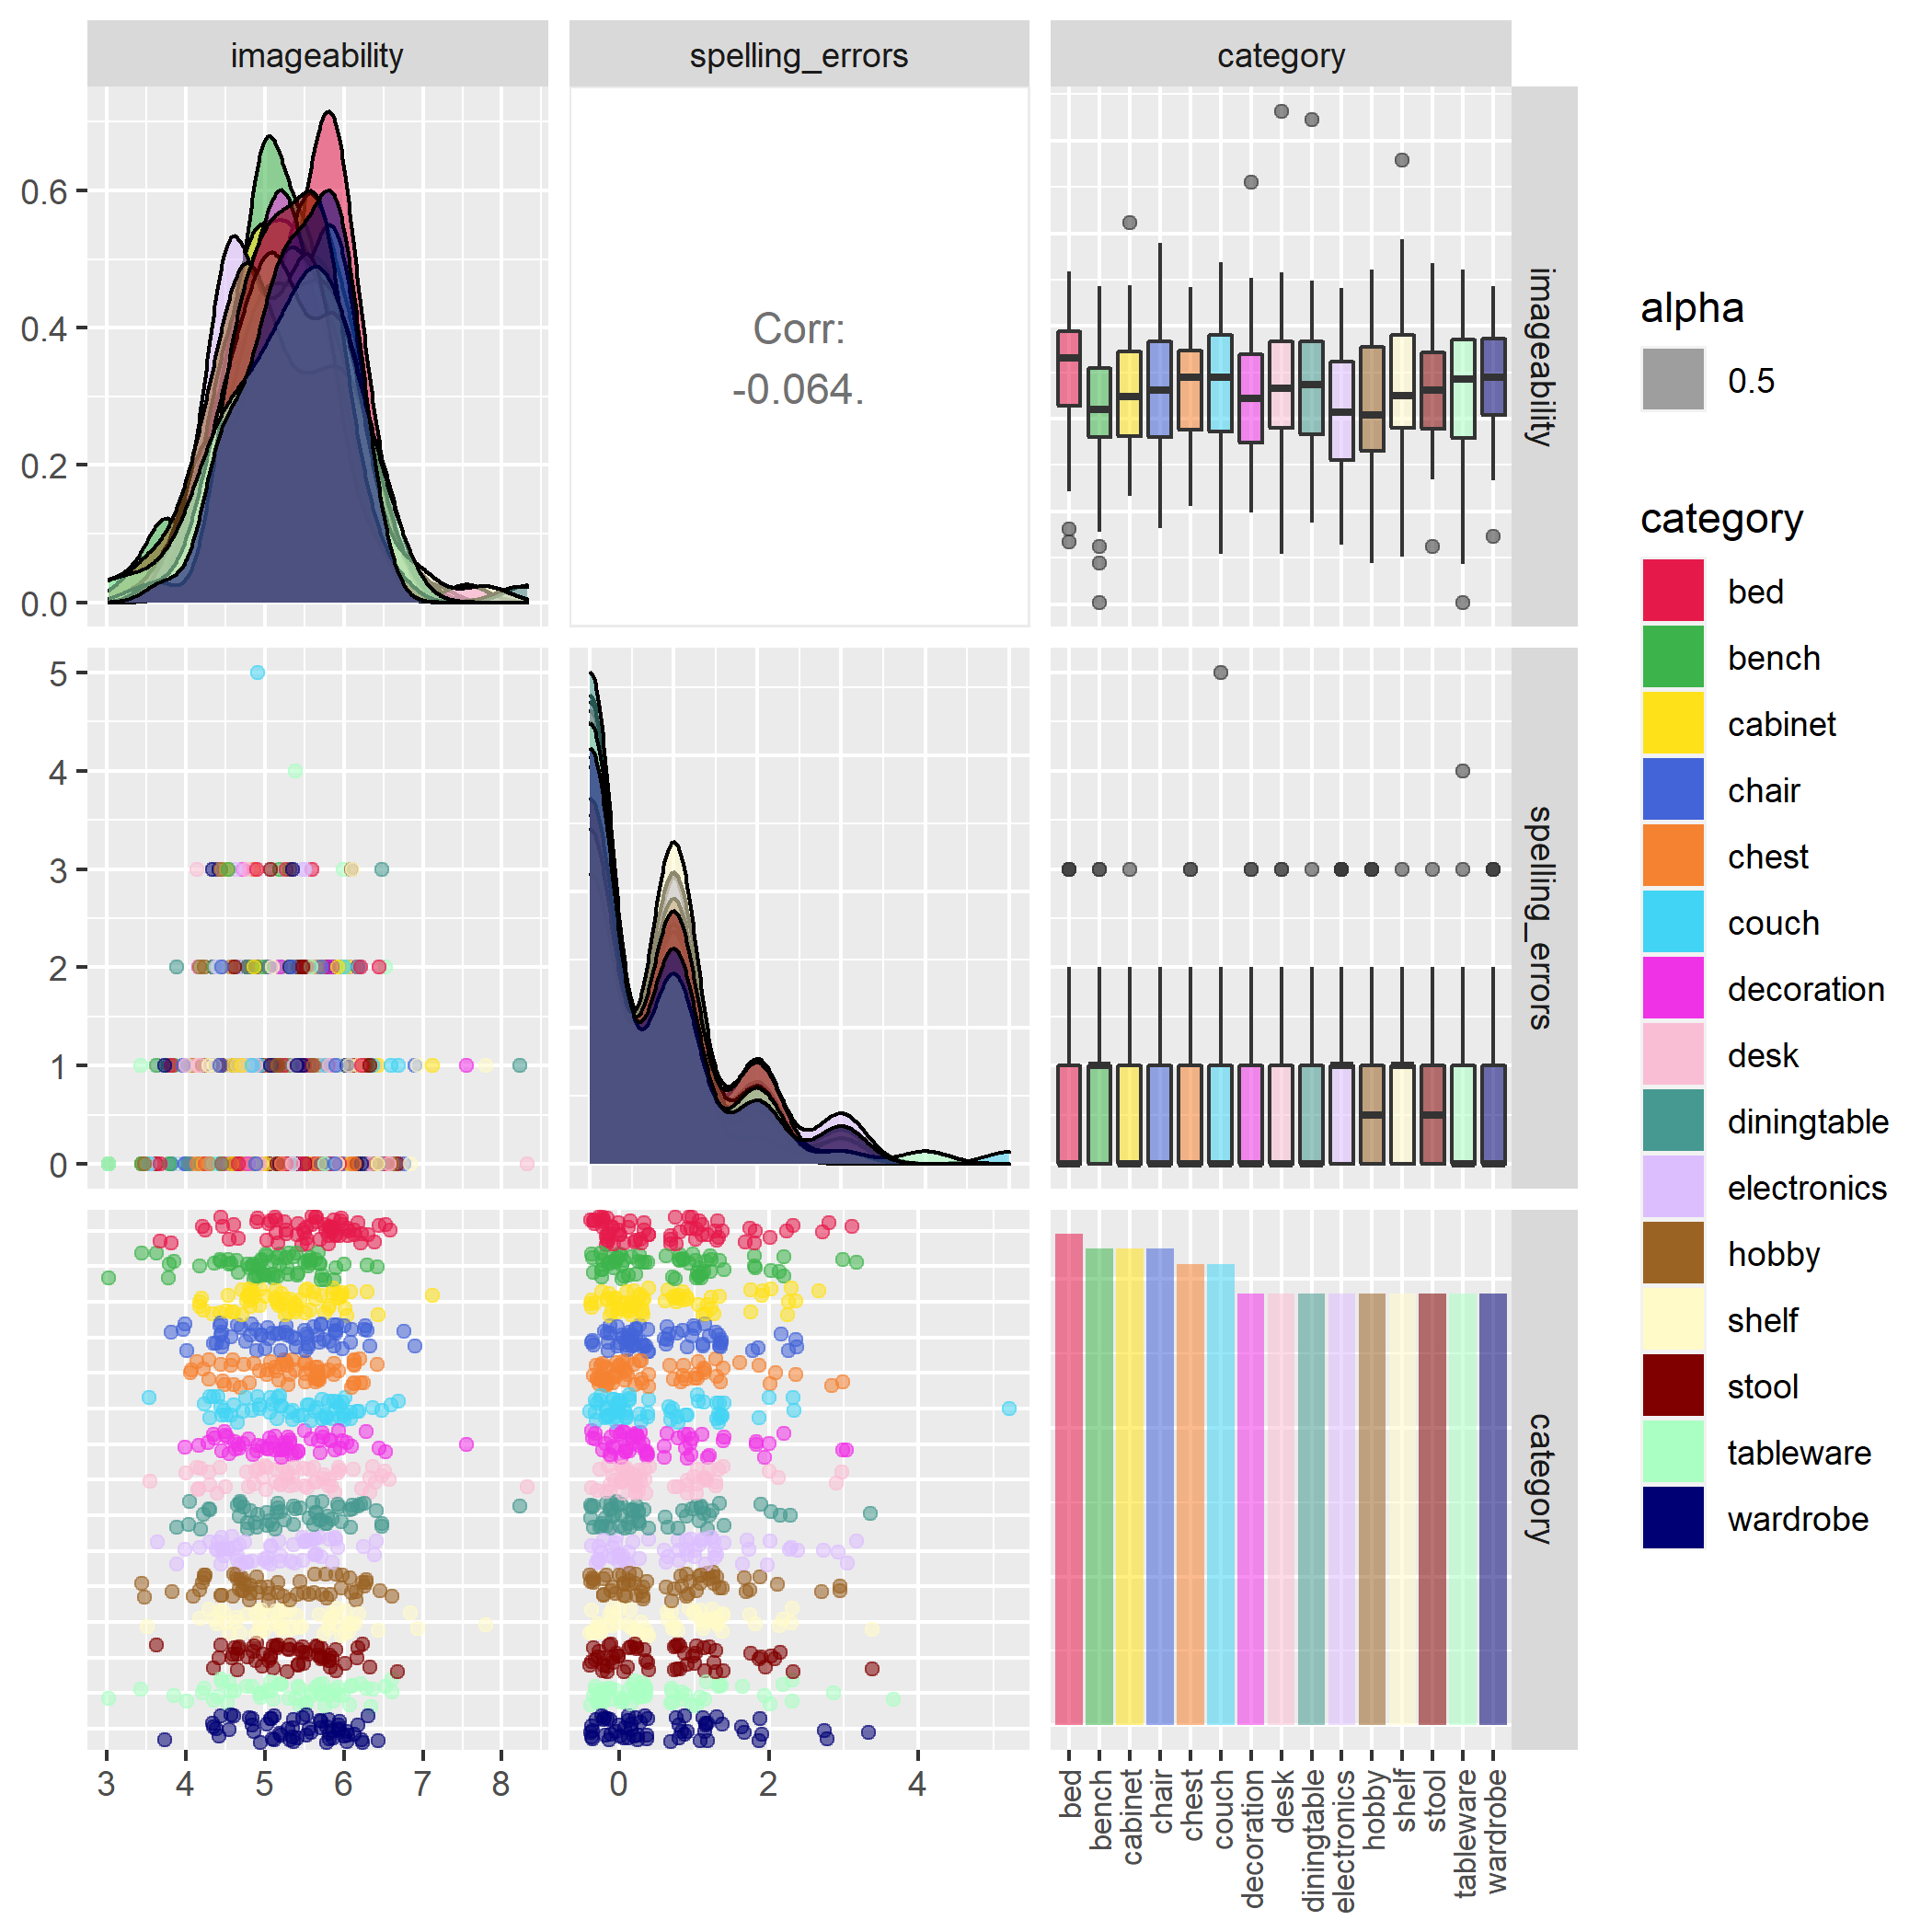 imageability
spelling_errors
category
0.6
0.4
0.2
0.0
Corr:
-0.064.
imageability
5
4
3
2
1
0
spelling_errors
category
3 4 5 6 7 8
0 2 4
bed
bench
cabinet
chair
chest
couch
decoration
desk
diningtable
electronics
hobby
shelf
stool
tableware
wardrobe
alpha
0.5
category
bed
bench
cabinet
chair
chest
couch
decoration
desk
diningtable
electronics
hobby
shelf
stool
tableware
wardrobe